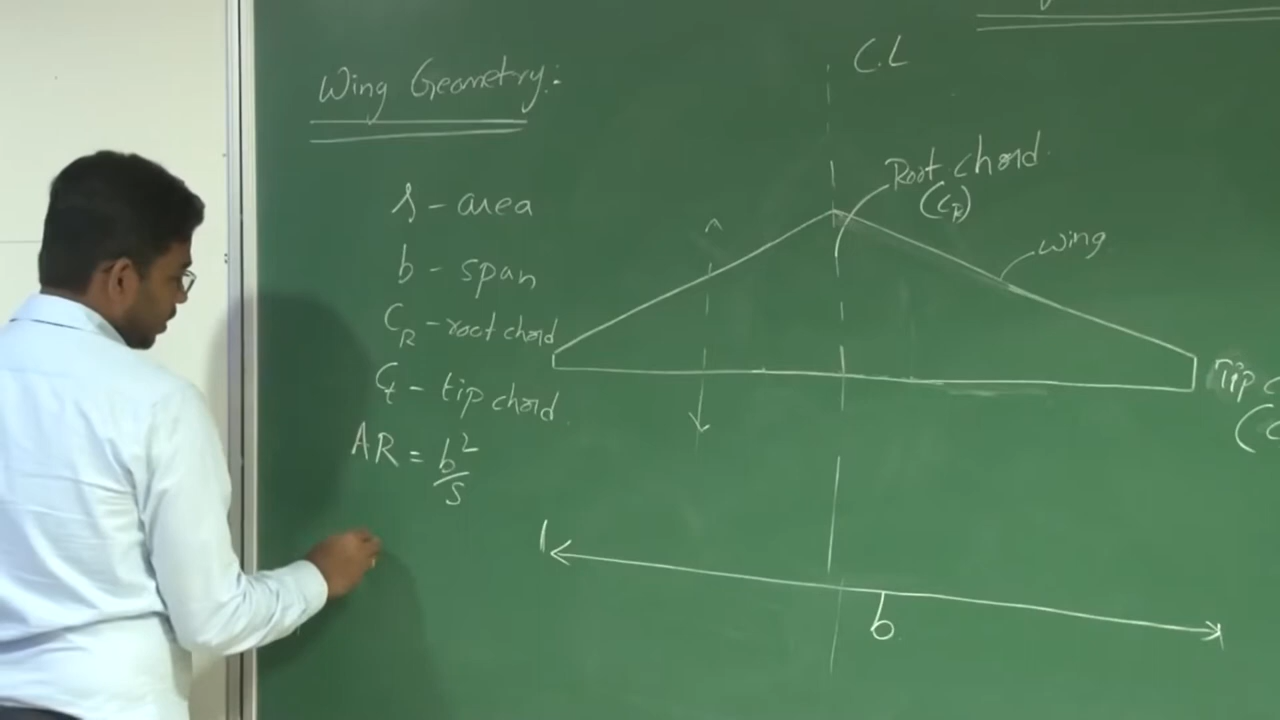 Wing Geometry:
C.L
Root chord
(C_R)
wing
s - area
b - span
C_R - root chord
C_t - tip chord
AR = b²/s
Tip
b